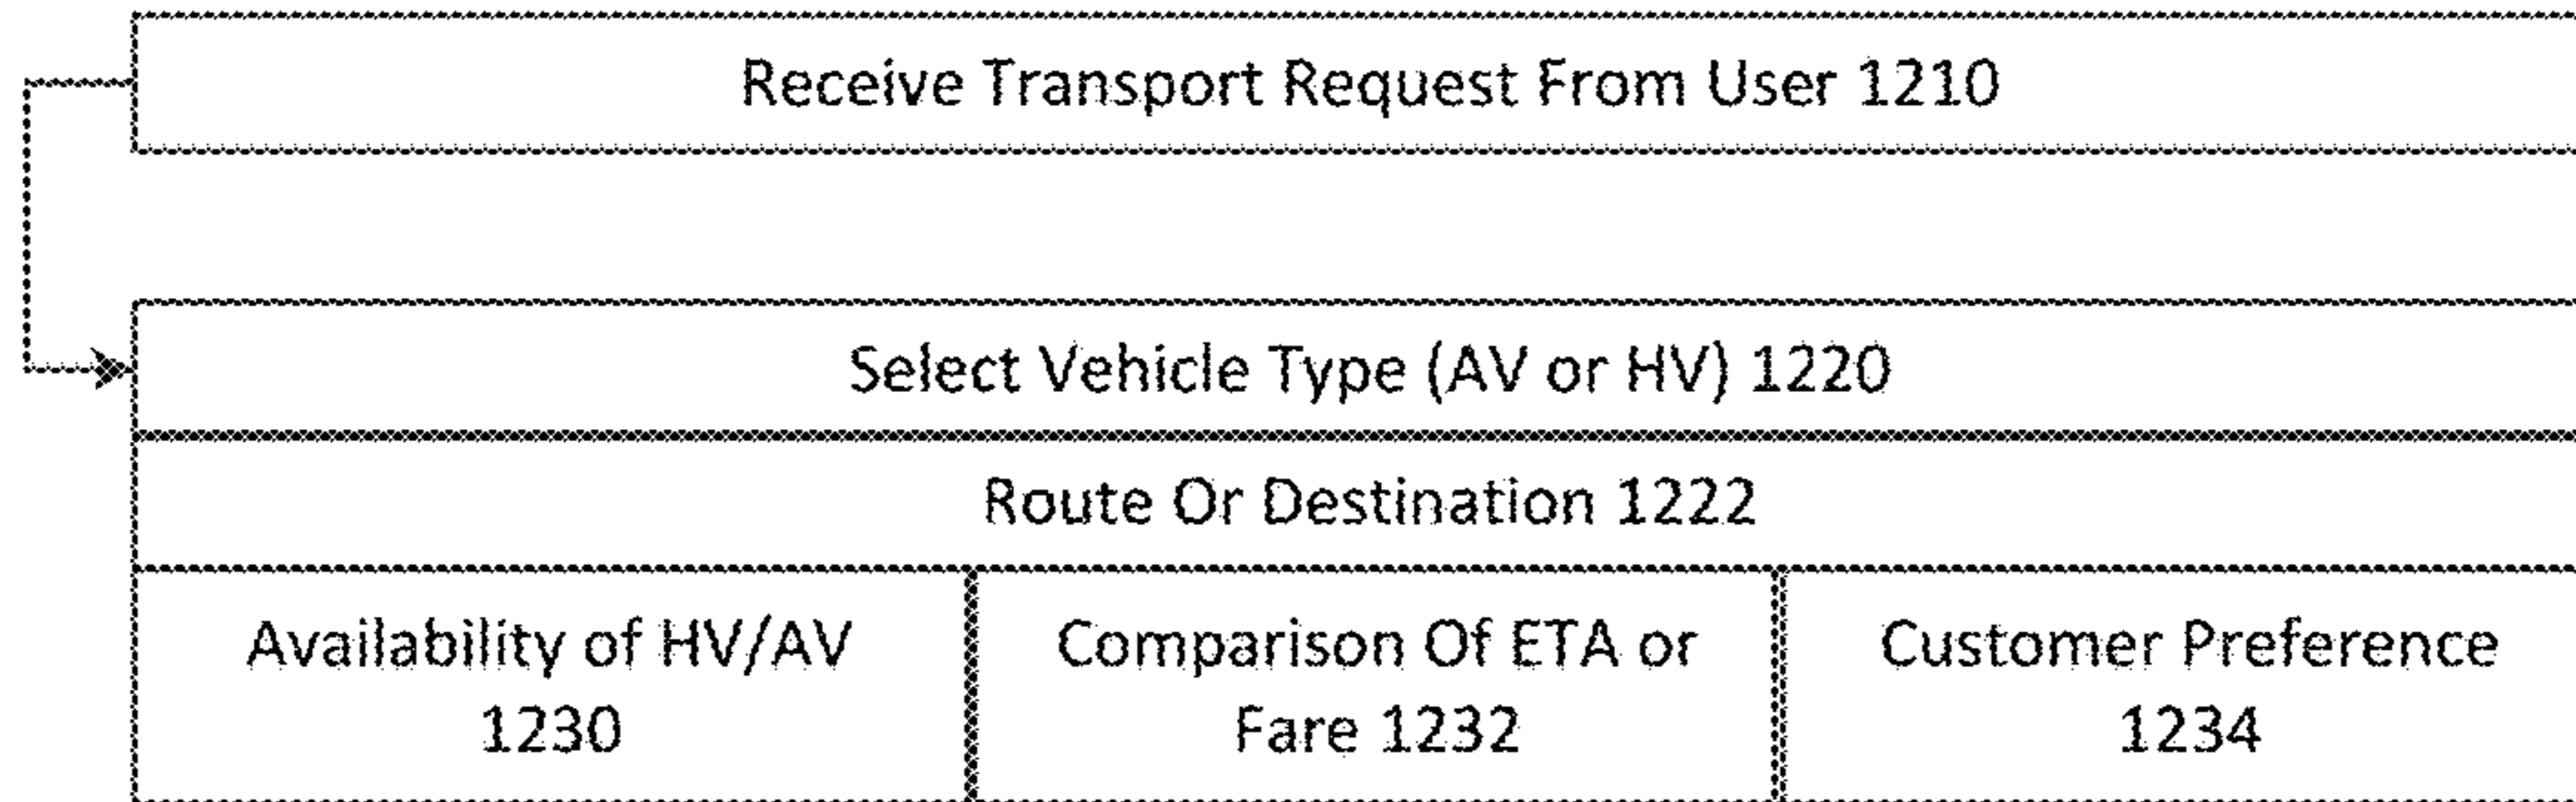 Receive Transport Request From User 1210
Select Vehicle Type (AV or HV) 1220
Route Or Destination 1222
Availability of HV/AV
1230
Comparison Of ETA or
Fare 1232
Customer Preference
1234